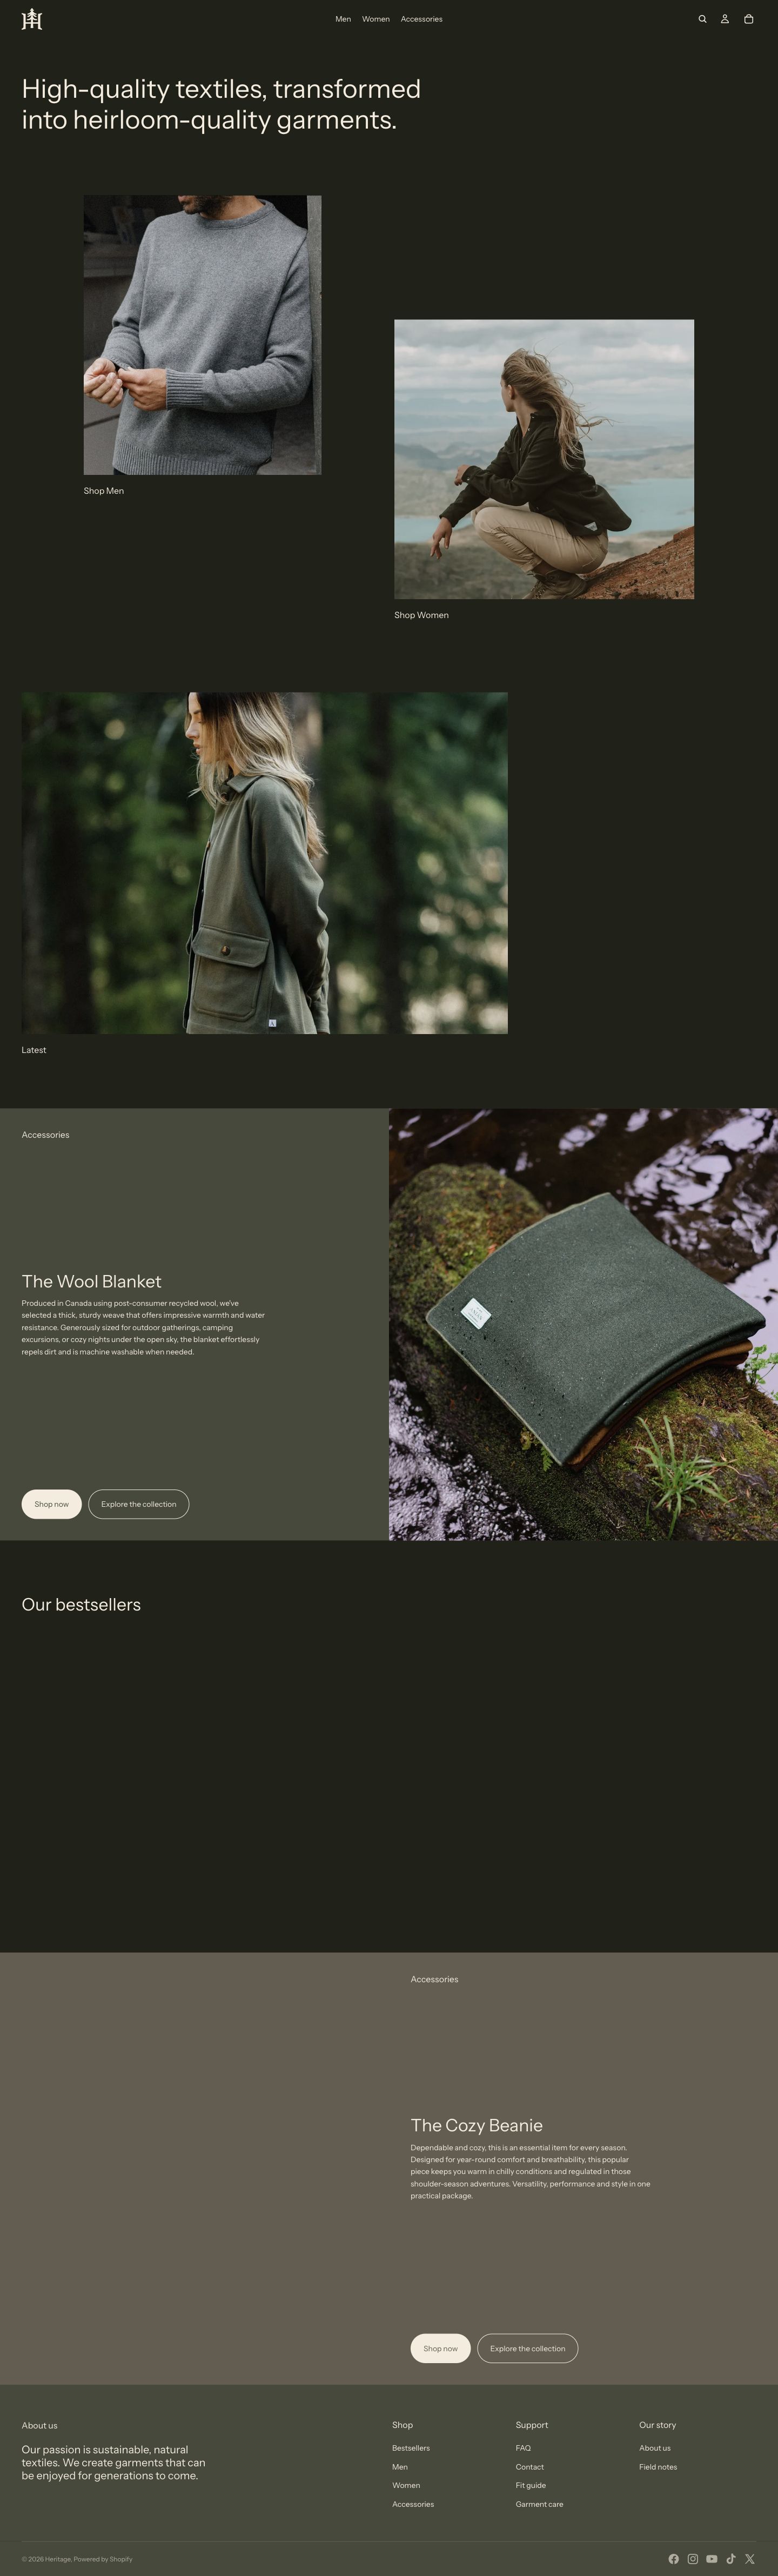 Men Women Accessories
High-quality textiles, transformed
into heirloom-quality garments.
Shop Men
Shop Women
Latest
Accessories
The Wool Blanket
Produced in Canada using post-consumer recycled wool, we've
selected a thick, sturdy weave that offers impressive warmth and water
resistance. Generously sized for outdoor gatherings, camping
excursions, or cozy nights under the open sky, the blanket effortlessly
repels dirt and is machine washable when needed.
Shop now
Explore the collection
Our bestsellers
Accessories
The Cozy Beanie
Dependable and cozy, this is an essential item for every season.
Designed for year-round comfort and breathability, this popular
piece keeps you warm in chilly conditions and regulated in those
shoulder-season adventures. Versatility, performance and style in one
practical package.
Shop now
Explore the collection
About us
Our passion is sustainable, natural
textiles. We create garments that can
be enjoyed for generations to come.
Shop
Bestsellers
Men
Women
Accessories
Support
FAQ
Contact
Fit guide
Garment care
Our story
About us
Field notes
© 2026 Heritage, Powered by Shopify